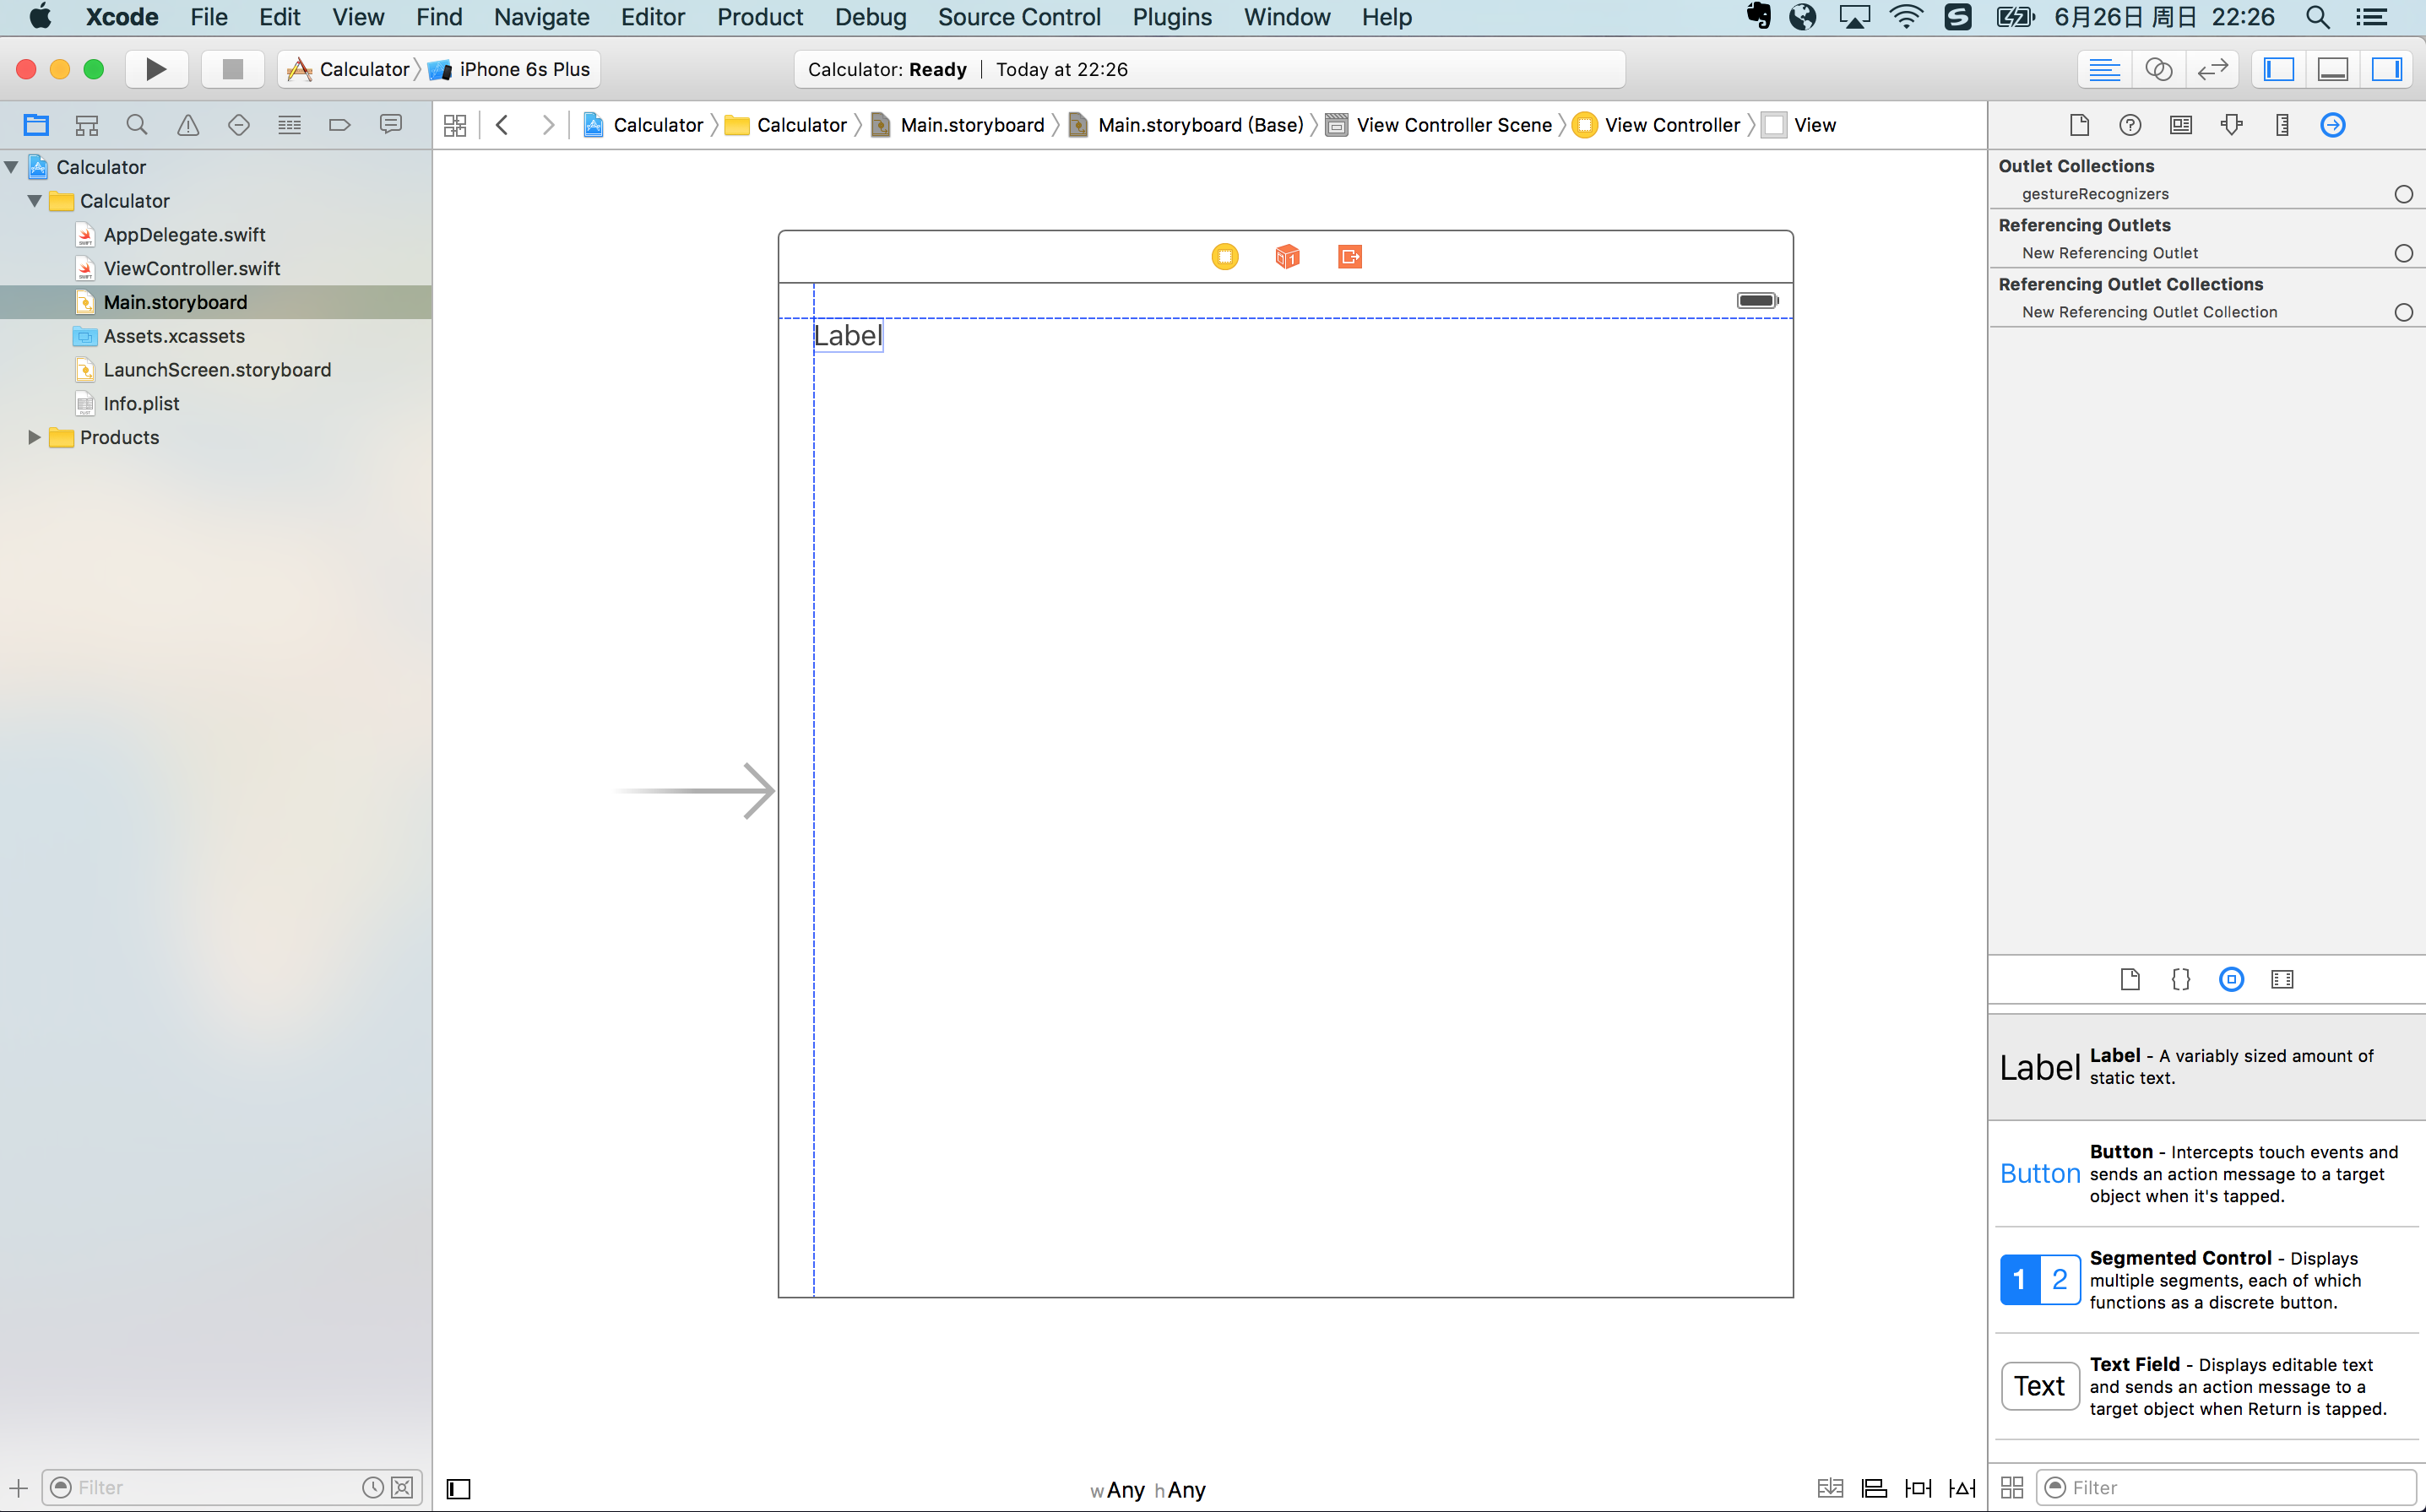 Xcode File Edit View Find Navigate Editor Product Debug Source Control Plugins Window Help 6月26日 周日 22:26
Calculator iPhone 6s Plus
Calculator: Ready Today at 22:26
Calculator Calculator Main.storyboard Main.storyboard (Base) View Controller Scene View Controller View
Calculator
Calculator
AppDelegate.swift
ViewController.swift
Main.storyboard
Assets.xcassets
LaunchScreen.storyboard
Info.plist
Products
Filter
Label
wAny hAny
Outlet Collections
gestureRecognizers
Referencing Outlets
New Referencing Outlet
Referencing Outlet Collections
New Referencing Outlet Collection
Label
Label - A variably sized amount of
static text.
Button
Button - Intercepts touch events and
sends an action message to a target
object when it's tapped.
1 2
Segmented Control - Displays
multiple segments, each of which
functions as a discrete button.
Text
Text Field - Displays editable text
and sends an action message to a
target object when Return is tapped.
Filter